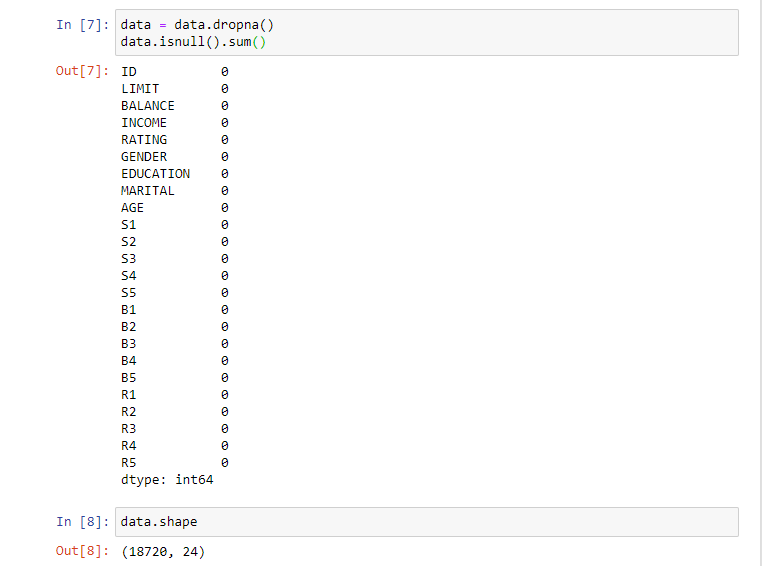 In [7]: data = data.dropna()
data.isnull().sum()
Out[7]: ID 0
LIMIT 0
BALANCE 0
INCOME 0
RATING 0
GENDER 0
EDUCATION 0
MARITAL 0
AGE 0
S1 0
S2 0
S3 0
S4 0
S5 0
B1 0
B2 0
B3 0
B4 0
B5 0
R1 0
R2 0
R3 0
R4 0
R5 0
dtype: int64
In [8]: data.shape
Out[8]: (18720, 24)